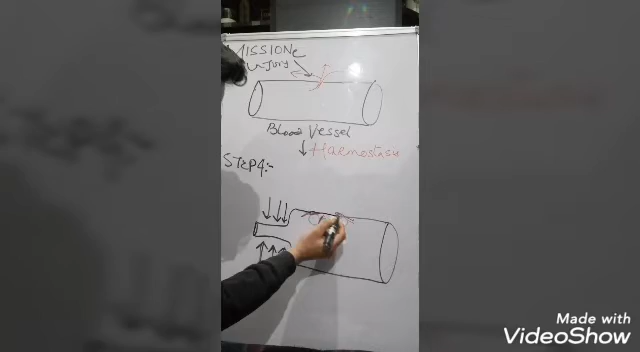 MISSIONe
INJURY
Blood Vessel
Haemostasis
STEP4:-
Made with
VideoShow